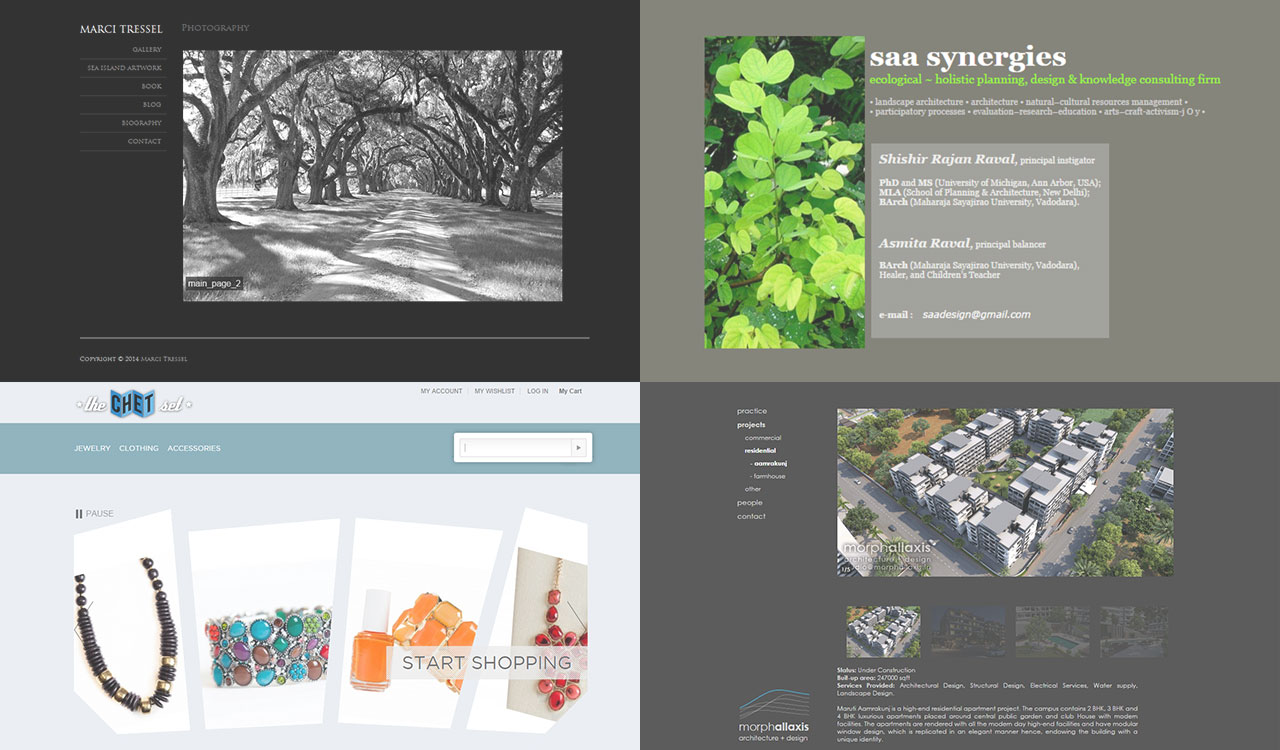 MARCI TRESSEL
PHOTOGRAPHY
GALLERY
SEA ISLAND ARTWORK
BOOK
BLOG
BIOGRAPHY
CONTACT
main_page_2
COPYRIGHT © 2014 MARCI TRESSEL
saa synergies
ecological ~ holistic planning, design & knowledge consulting firm
• landscape architecture • architecture • natural–cultural resources management •
• participatory processes • evaluation–research–education • arts–craft-activism-j O y •
Shishir Rajan Raval, principal instigator
PhD and MS (University of Michigan, Ann Arbor, USA);
MLA (School of Planning & Architecture, New Delhi);
BArch (Maharaja Sayajirao University, Vadodara).
Asmita Raval, principal balancer
BArch (Maharaja Sayajirao University, Vadodara),
Healer, and Children's Teacher
e-mail : saadesign@gmail.com
the CHET set
MY ACCOUNT | MY WISHLIST | LOG IN My Cart
JEWELRY CLOTHING ACCESSORIES
PAUSE
START SHOPPING
practice
projects
commercial
residential
- aamrakunj
- farmhouse
other
people
contact
morphallaxis
architecture + design
1/5
Status: Under Construction
Built-up area: 247000 sqft
Services Provided: Architectural Design, Structural Design, Electrical Services, Water supply,
Landscape Design.
Maruti Aamrakunj is a high-end residential apartment project. The campus contains 2 BHK, 3 BHK and
4 BHK luxurious apartments placed around central public garden and club House with modern
facilities. The apartments are rendered with all the modern day high-end facilities and have modular
window design, which is replicated in an elegant manner hence, endowing the building with a
unique identity.
morphallaxis
architecture + design